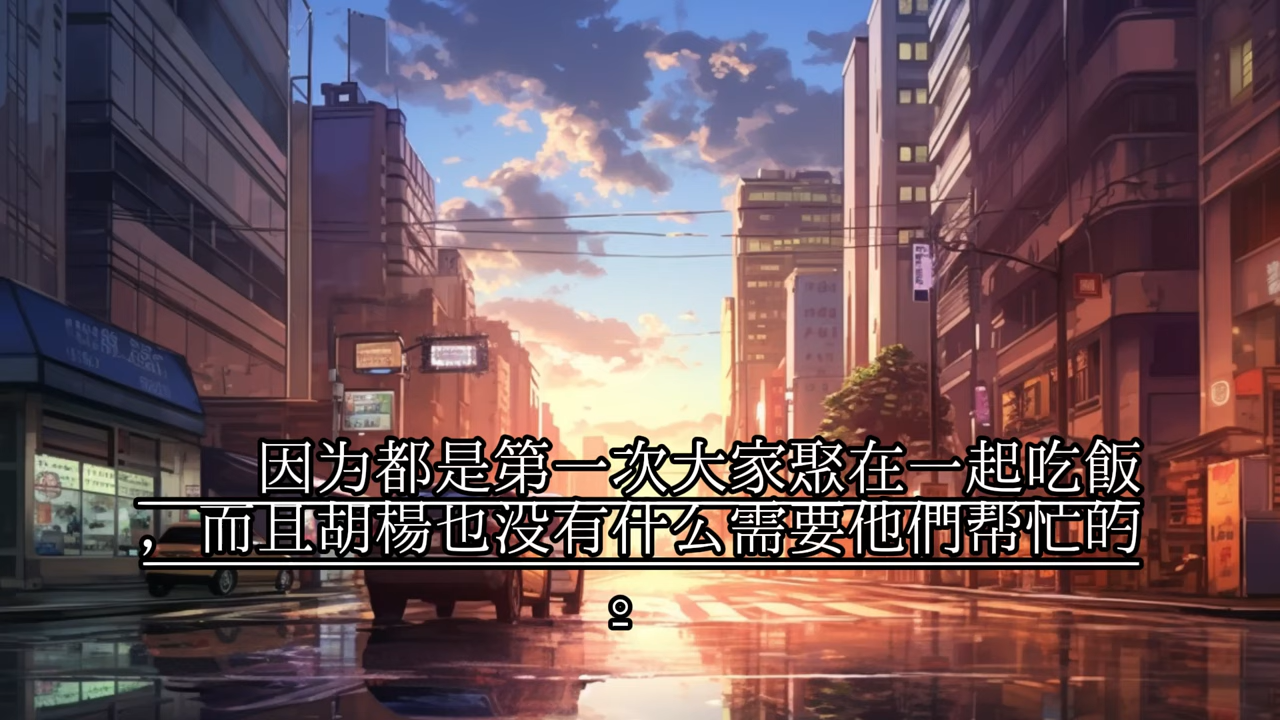 因为都是第一次大家聚在一起吃飯
，而且胡楊也没有什么需要他們帮忙的
。